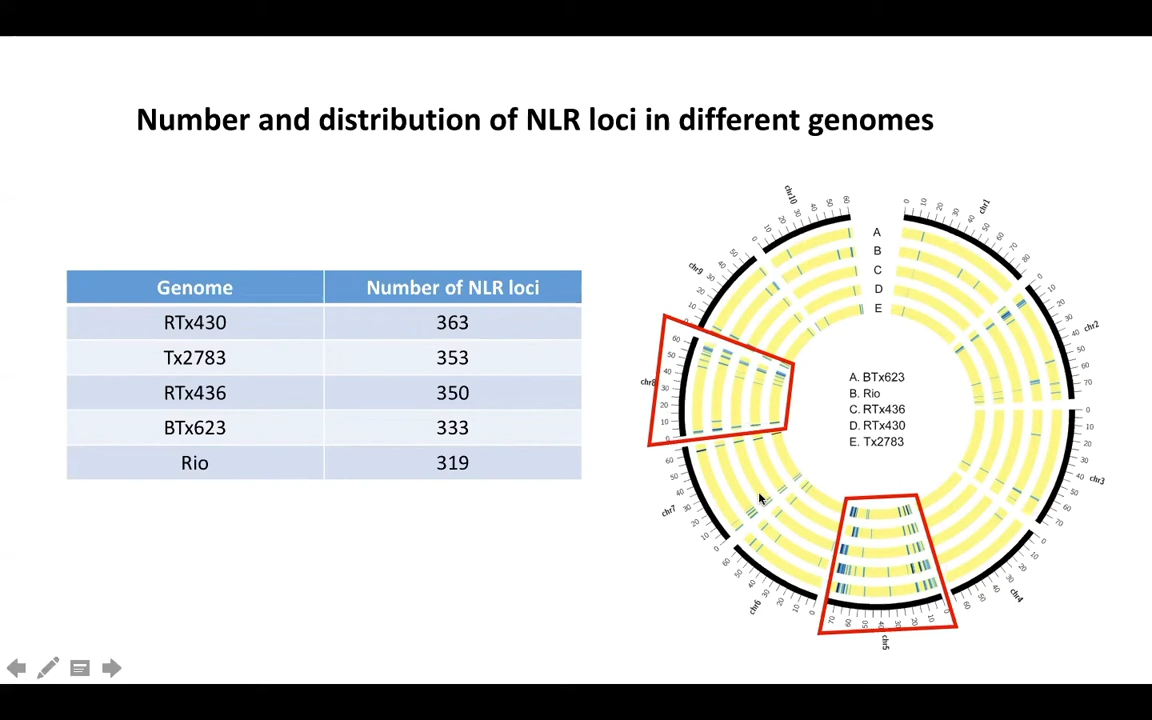 Number and distribution of NLR loci in different genomes
Genome Number of NLR loci
RTx430 363
Tx2783 353
RTx436 350
BTx623 333
Rio 319
chr10
chr1
chr9
chr2
chr8
chr3
chr7
chr4
chr6
chr5
A
B
C
D
E
A. BTx623
B. Rio
C. RTx436
D. RTx430
E. Tx2783